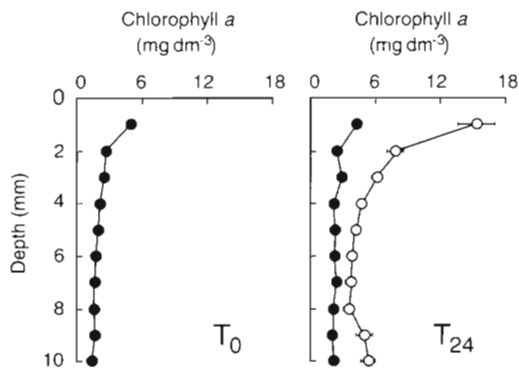 Chlorophyll a
(mg dm-3)
0 6 12 18
Chlorophyll a
(mg dm-3)
0 6 12 18
Depth (mm)
0
2
4
6
8
10
T0
T24